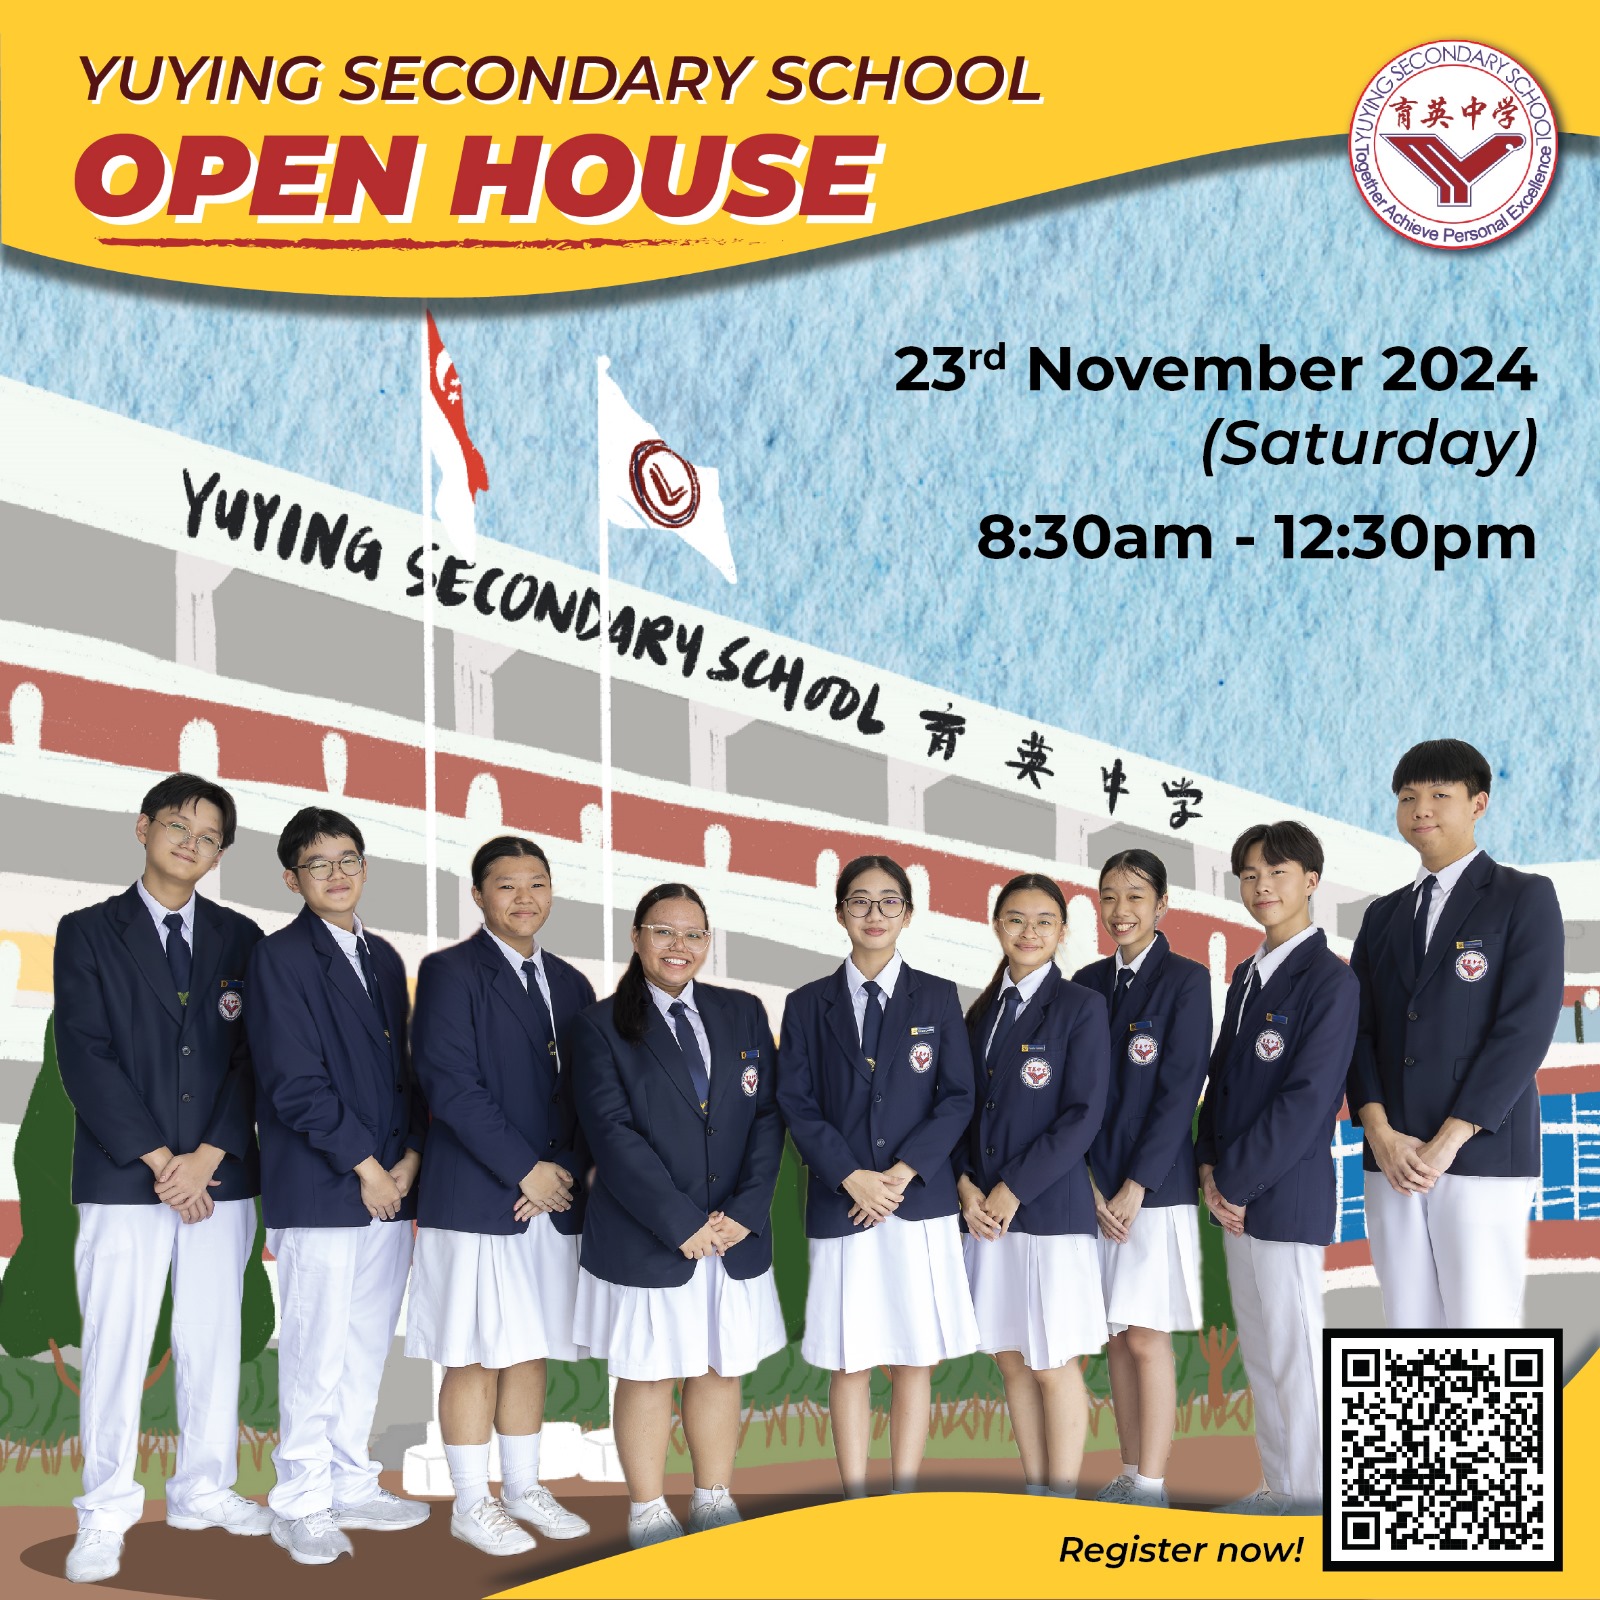 YUYING SECONDARY SCHOOL
OPEN HOUSE
YUYING SECONDARY SCHOOL
育英中学
Together Achieve Personal Excellence
23rd November 2024
(Saturday)
8:30am - 12:30pm
YUYING SECONDARY SCHOOL 育英中学
Register now!